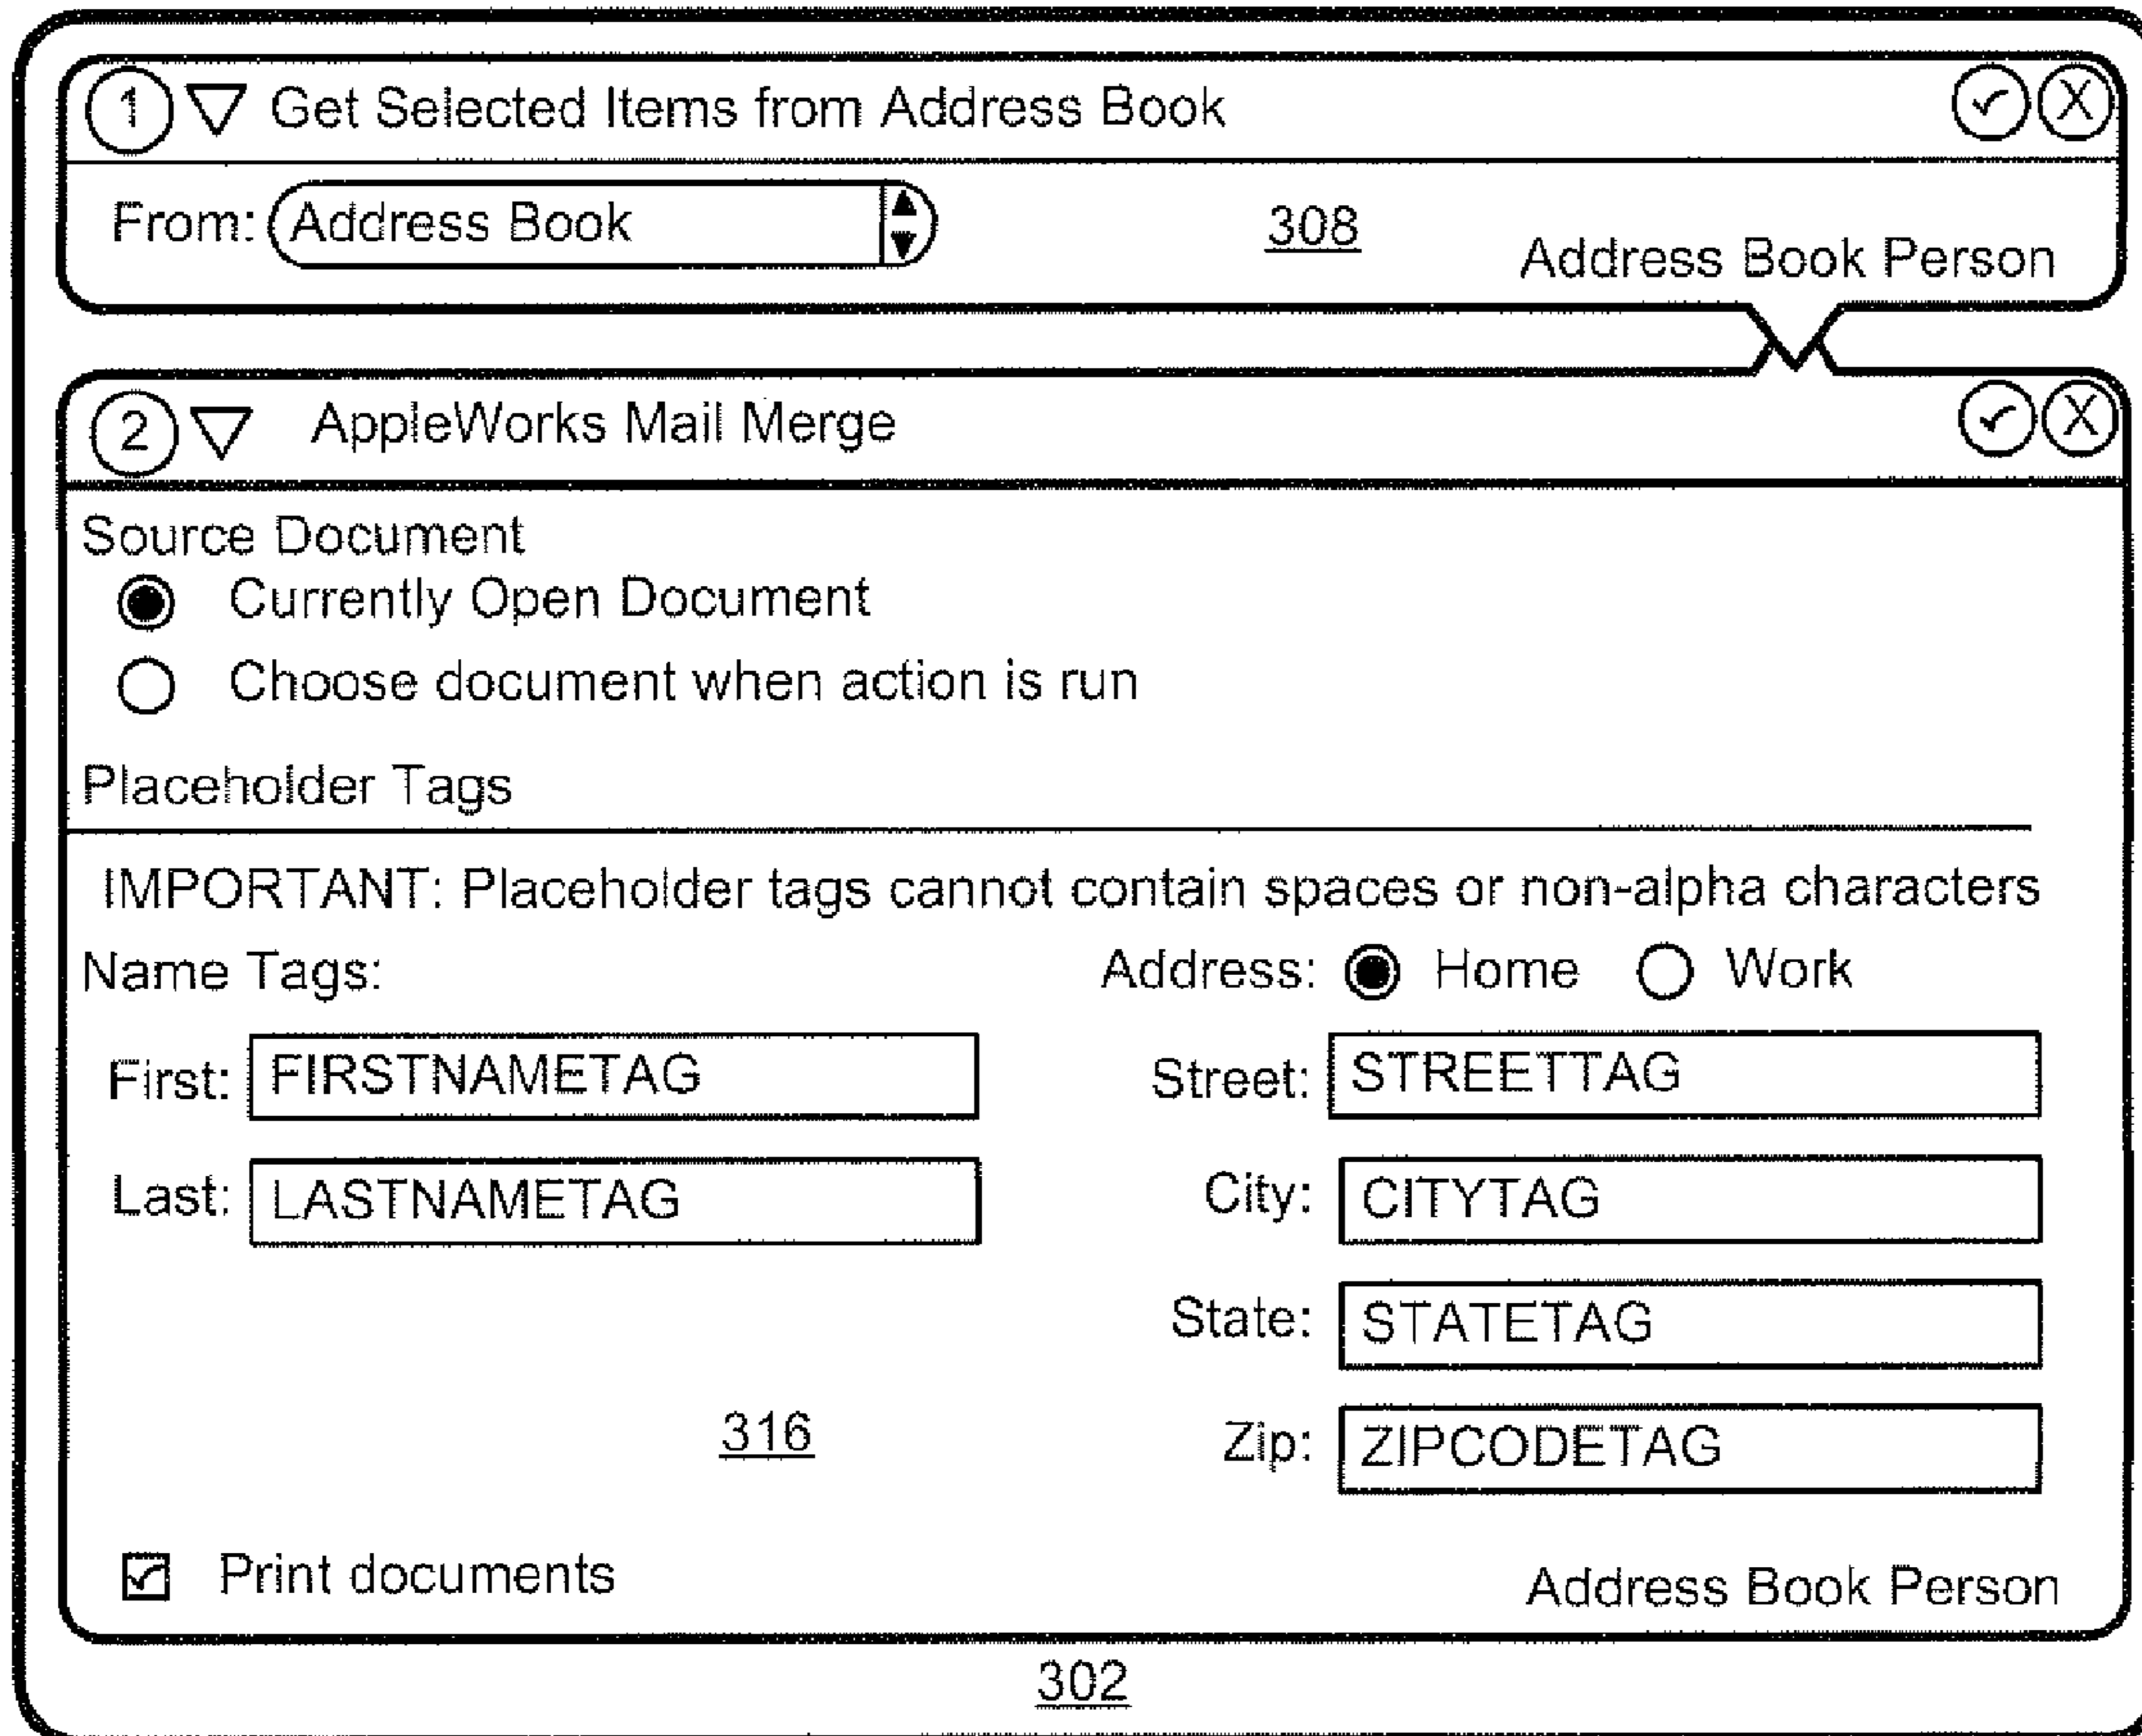 1 Get Selected Items from Address Book X
From: Address Book 308
Address Book Person
2 AppleWorks Mail Merge X
Source Document
Currently Open Document
Choose document when action is run
Placeholder Tags
IMPORTANT: Placeholder tags cannot contain spaces or non-alpha characters
Name Tags: Address: Home Work
First: FIRSTNAMETAG Street: STREETTAG
Last: LASTNAMETAG City: CITYTAG
State: STATETAG
316 Zip: ZIPCODETAG
Print documents Address Book Person
302